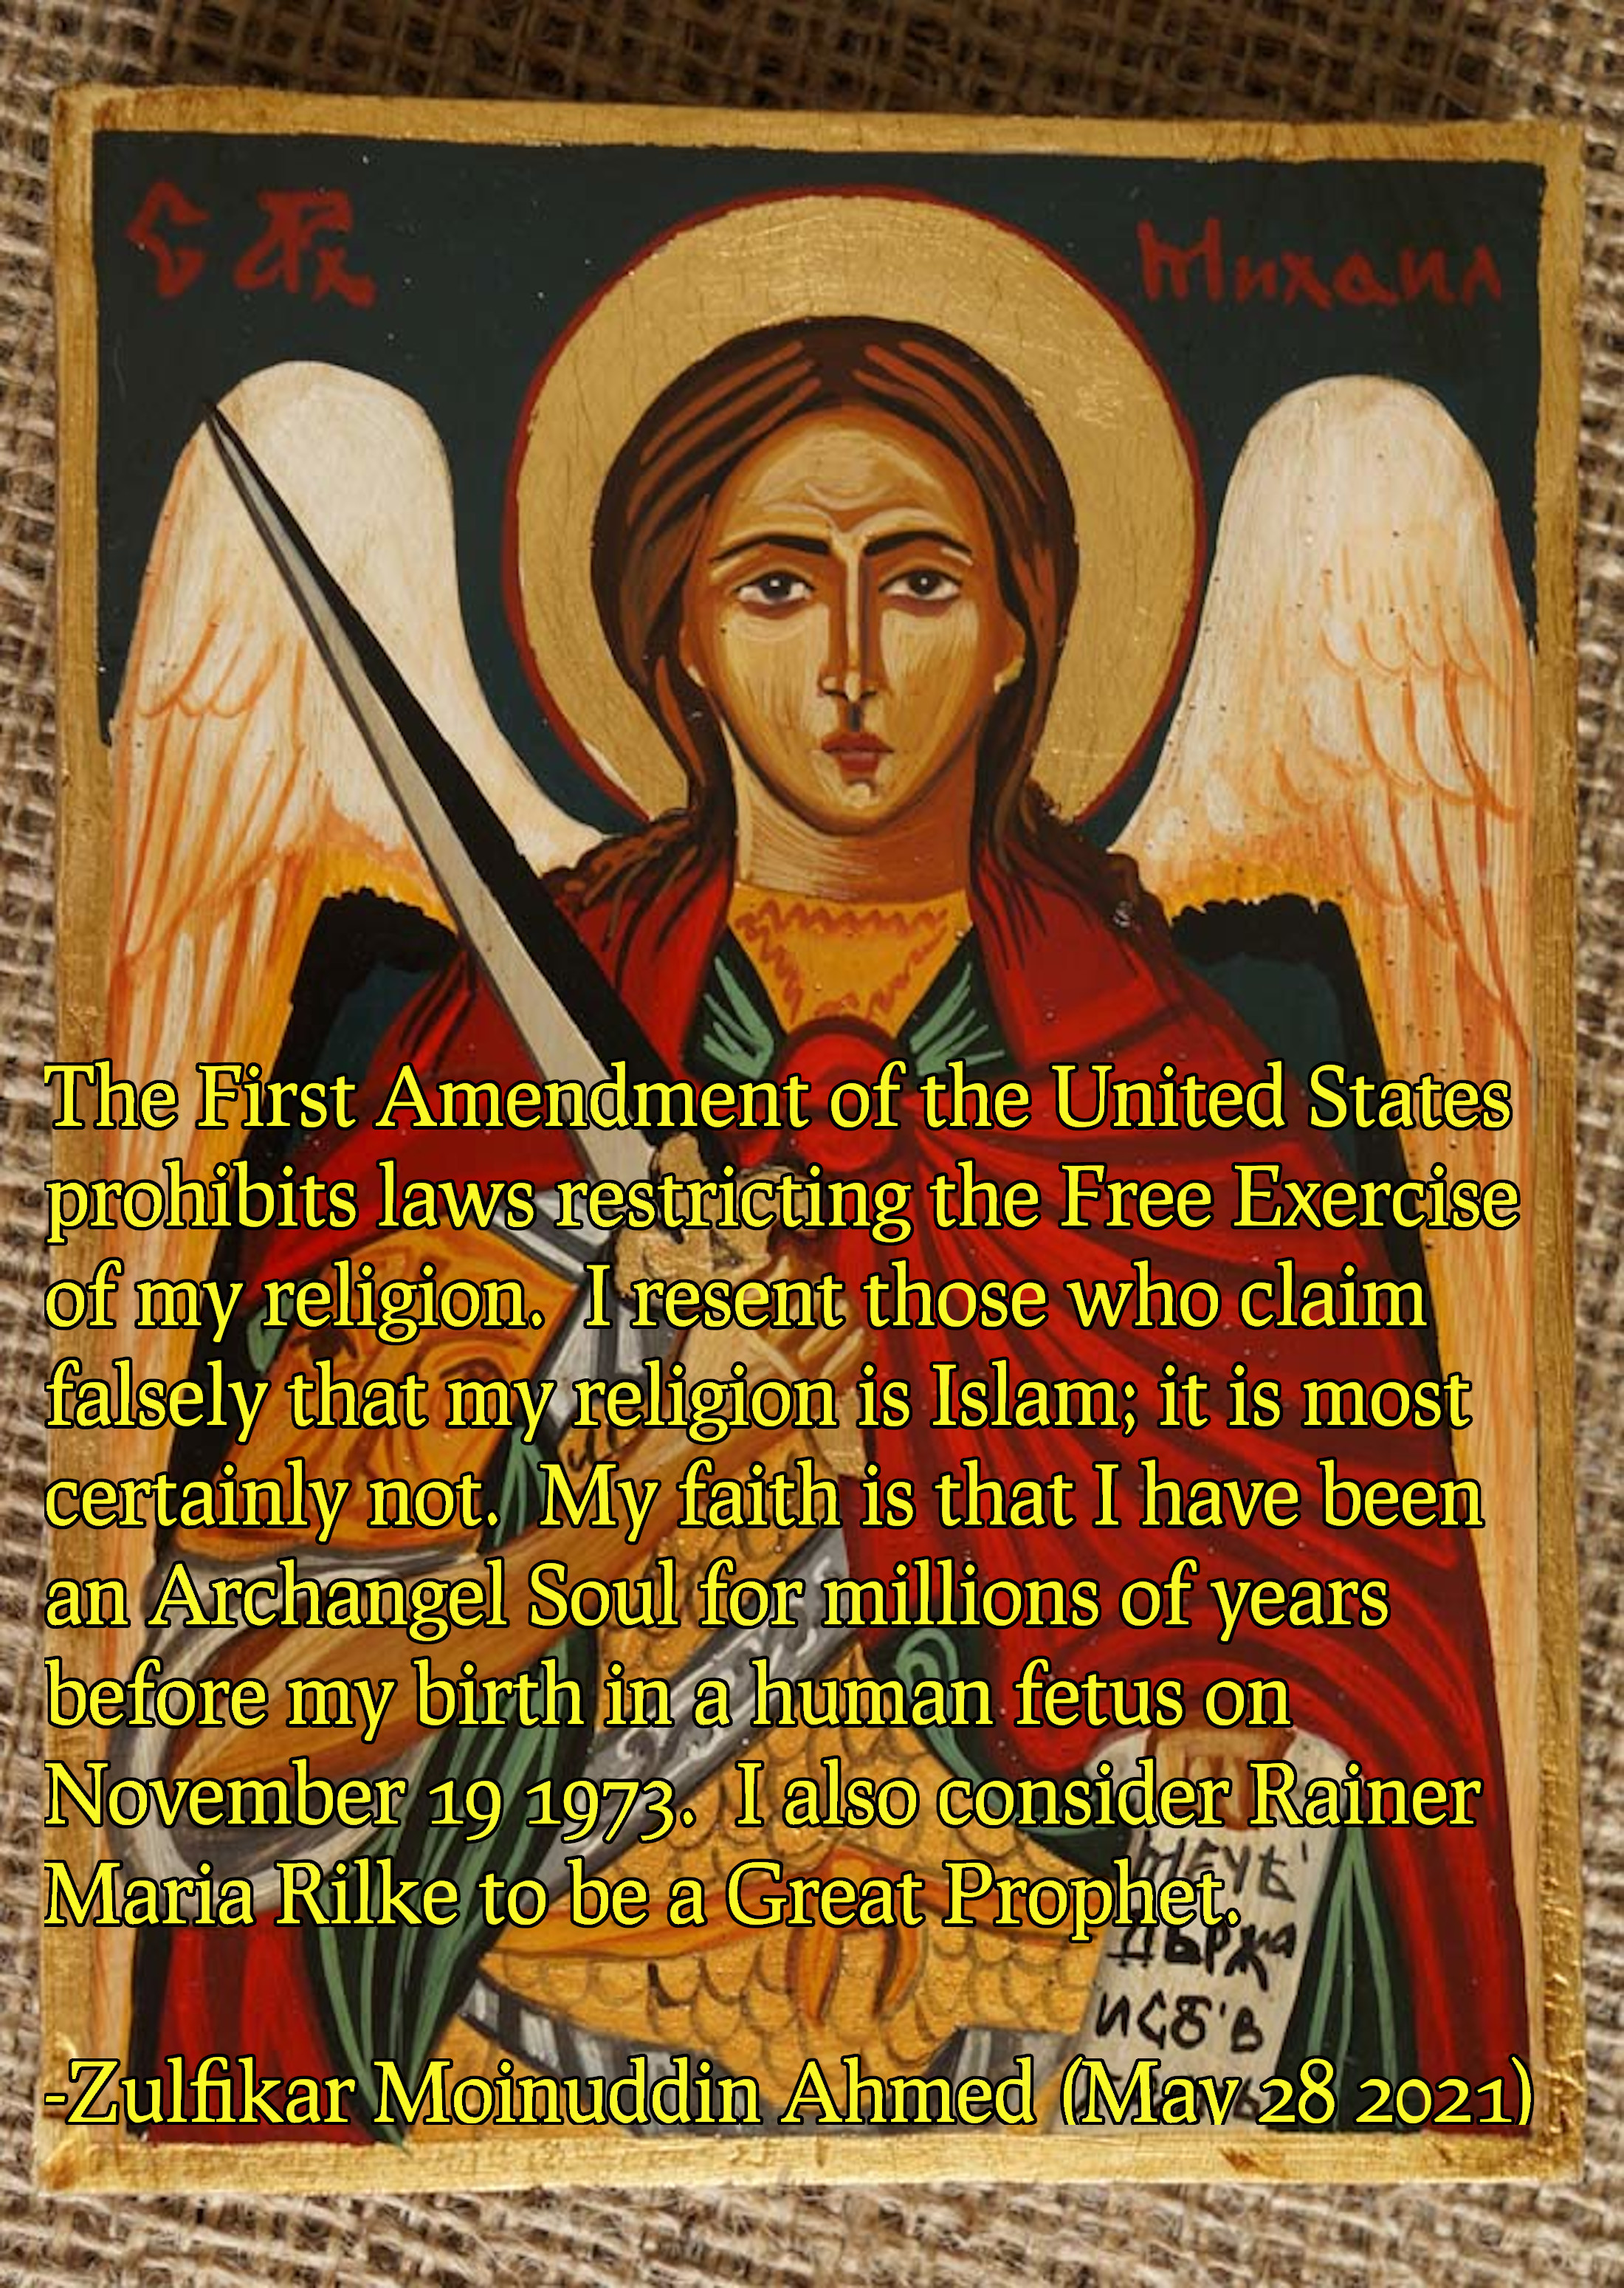 Михаил
The First Amendment of the United States
prohibits laws restricting the Free Exercise
of my religion.  I resent those who claim
falsely that my religion is Islam; it is most
certainly not.  My faith is that I have been
an Archangel Soul for millions of years
before my birth in a human fetus on
November 19 1973.  I also consider Rainer
Maria Rilke to be a Great Prophet.
-Zulfikar Moinuddin Ahmed (May 28 2021)